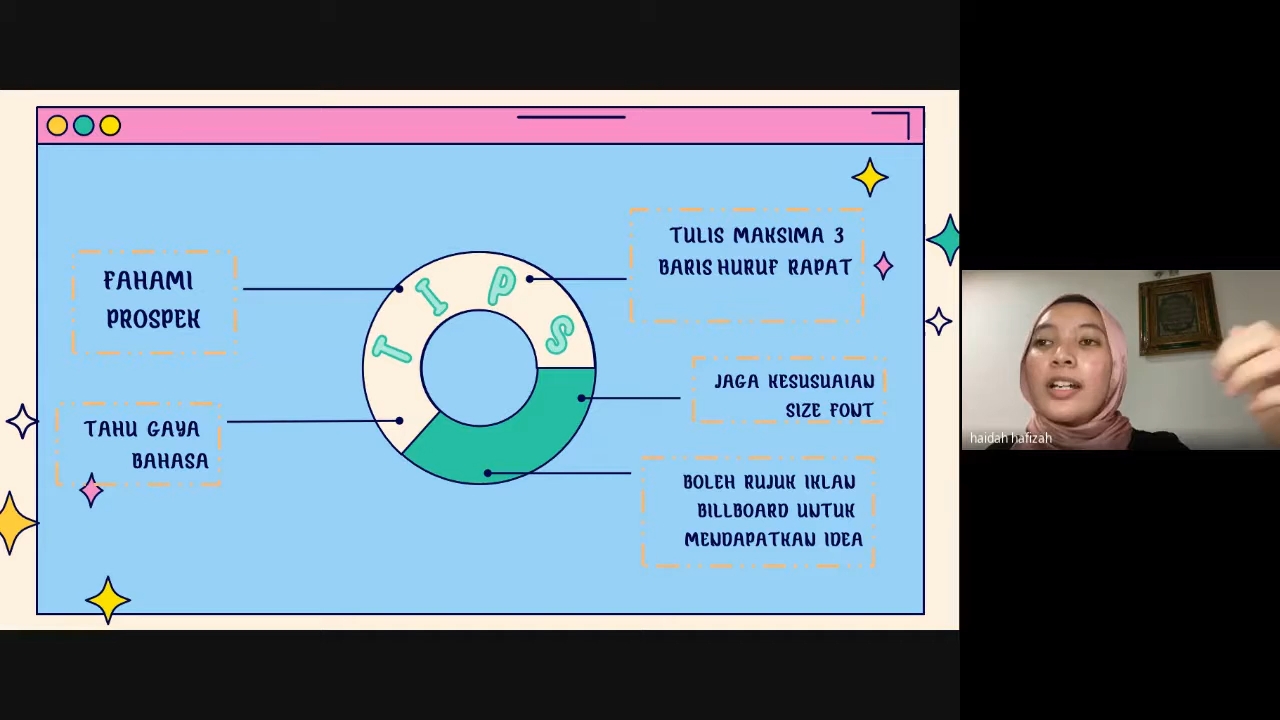 FAHAMI
PROSPEK
TAHU GAYA
BAHASA
TIPS
TULIS MAKSIMA 3
BARIS HURUF RAPAT
JAGA KESUSUAIAN
SIZE FONT
BOLEH RUJUK IKLAN
BILLBOARD UNTUK
MENDAPATKAN IDEA
haidah hafizah